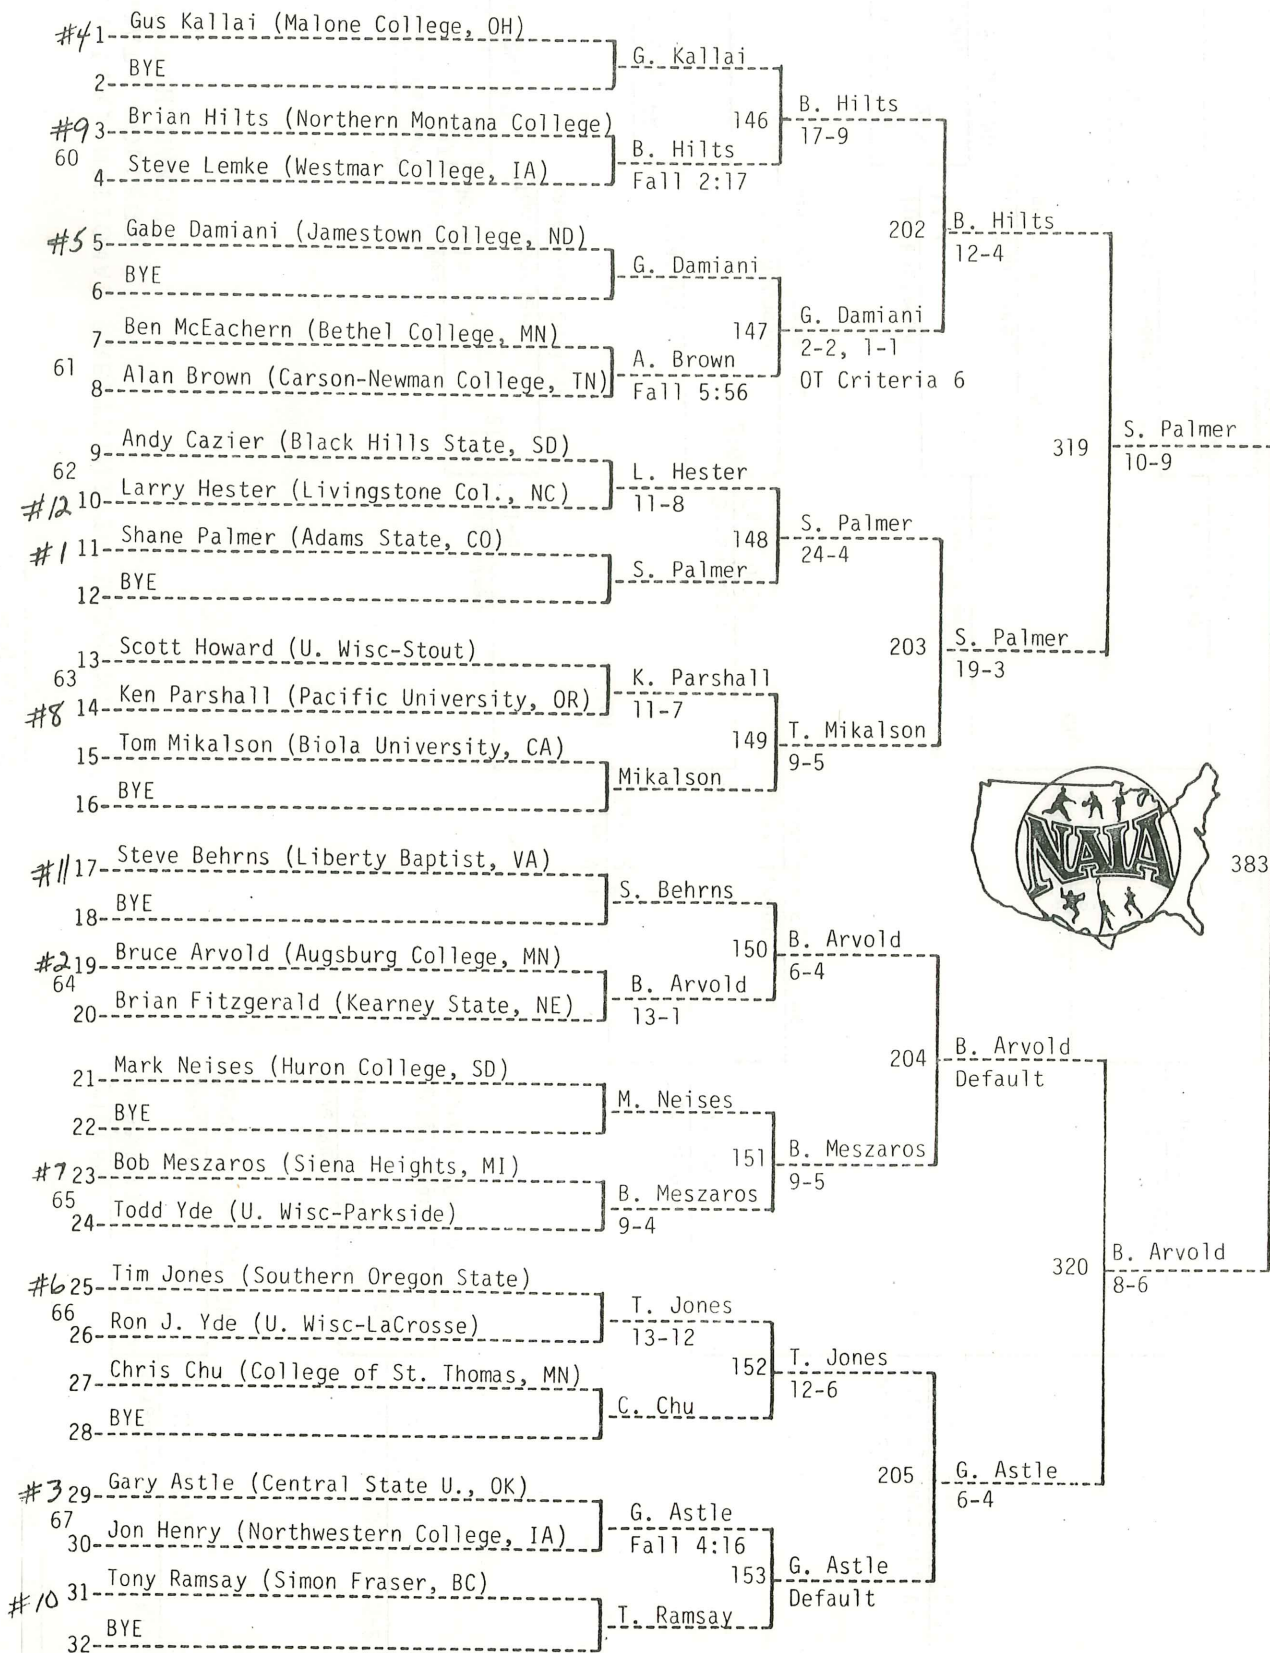 #4 1 Gus Kallai (Malone College, OH)
G. Kallai
2 BYE
146
B. Hilts
17-9
#9 3 Brian Hilts (Northern Montana College)
60
B. Hilts
Fall 2:17
4 Steve Lemke (Westmar College, IA)
202
B. Hilts
12-4
#5 5 Gabe Damiani (Jamestown College, ND)
G. Damiani
6 BYE
147
G. Damiani
2-2, 1-1
OT Criteria 6
7 Ben McEachern (Bethel College, MN)
61
A. Brown
Fall 5:56
8 Alan Brown (Carson-Newman College, TN)
319
S. Palmer
10-9
9 Andy Cazier (Black Hills State, SD)
62
L. Hester
11-8
#12 10 Larry Hester (Livingstone Col., NC)
148
S. Palmer
24-4
#1 11 Shane Palmer (Adams State, CO)
S. Palmer
12 BYE
203
S. Palmer
19-3
13 Scott Howard (U. Wisc-Stout)
63
K. Parshall
11-7
#8 14 Ken Parshall (Pacific University, OR)
149
T. Mikalson
9-5
15 Tom Mikalson (Biola University, CA)
Mikalson
16 BYE
NAIA
383
#11 17 Steve Behrns (Liberty Baptist, VA)
S. Behrns
18 BYE
150
B. Arvold
6-4
#2 19 Bruce Arvold (Augsburg College, MN)
64
B. Arvold
13-1
20 Brian Fitzgerald (Kearney State, NE)
204
B. Arvold
Default
21 Mark Neises (Huron College, SD)
M. Neises
22 BYE
151
B. Meszaros
9-5
#7 23 Bob Meszaros (Siena Heights, MI)
65
B. Meszaros
9-4
24 Todd Yde (U. Wisc-Parkside)
320
B. Arvold
8-6
#6 25 Tim Jones (Southern Oregon State)
66
T. Jones
13-12
26 Ron J. Yde (U. Wisc-LaCrosse)
152
T. Jones
12-6
27 Chris Chu (College of St. Thomas, MN)
C. Chu
28 BYE
205
G. Astle
6-4
#3 29 Gary Astle (Central State U., OK)
67
G. Astle
Fall 4:16
30 Jon Henry (Northwestern College, IA)
153
G. Astle
Default
#10 31 Tony Ramsay (Simon Fraser, BC)
T. Ramsay
32 BYE